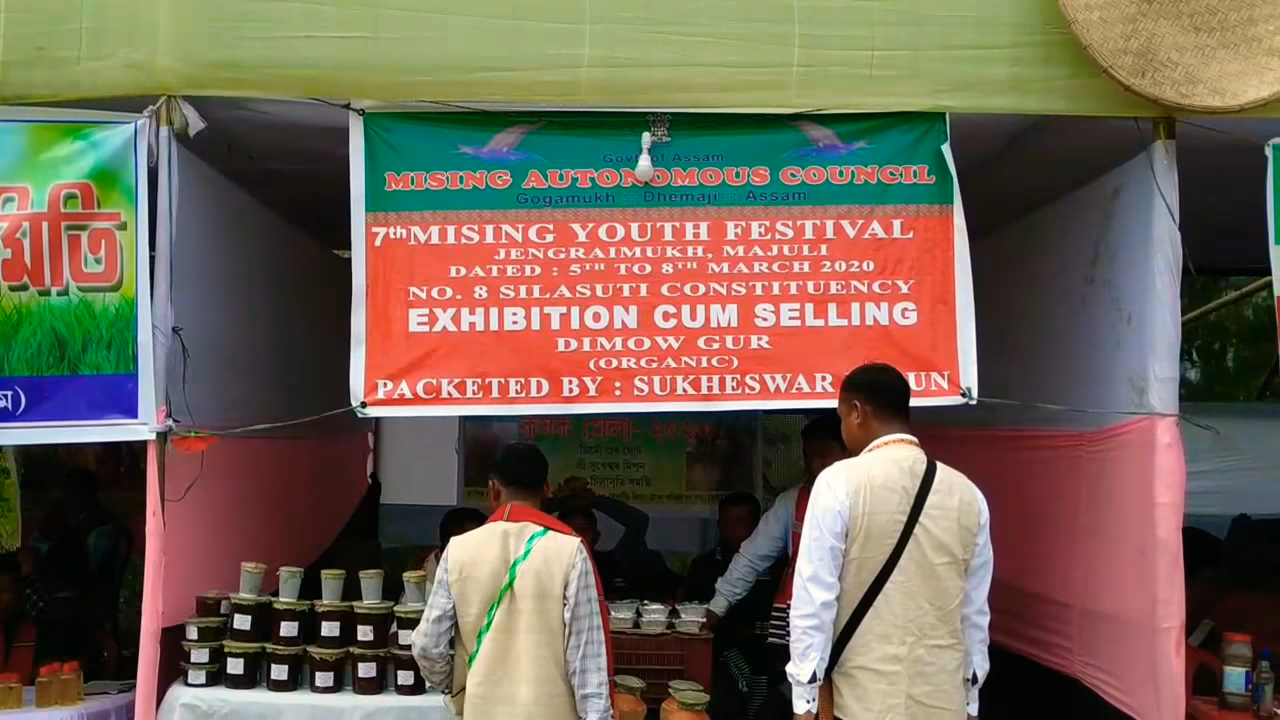 Govt of Assam
MISING AUTONOMOUS COUNCIL
Gogamukh :: Dhemaji :: Assam
7th MISING YOUTH FESTIVAL
JENGRAIMUKH, MAJULI
DATED : 5TH TO 8TH MARCH 2020
NO. 8 SILASUTI CONSTITUENCY
EXHIBITION CUM SELLING
DIMOW GUR
(ORGANIC)
PACKETED BY : SUKHESWAR
শ্ৰী সুখেশ্বৰ মিপুন